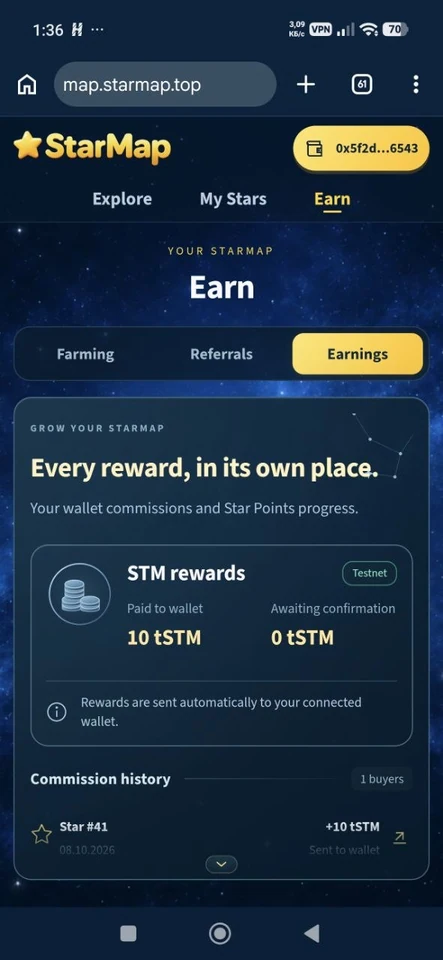 1:36
3,09
КБ/с
VPN
70
map.starmap.top
61
StarMap
0x5f2d...6543
Explore
My Stars
Earn
YOUR STARMAP
Earn
Farming
Referrals
Earnings
GROW YOUR STARMAP
Every reward, in its own place.
Your wallet commissions and Star Points progress.
STM rewards
Testnet
Paid to wallet
Awaiting confirmation
10 tSTM
0 tSTM
Rewards are sent automatically to your connected
wallet.
Commission history
1 buyers
Star #41
+10 tSTM
08.10.2026
Sent to wallet